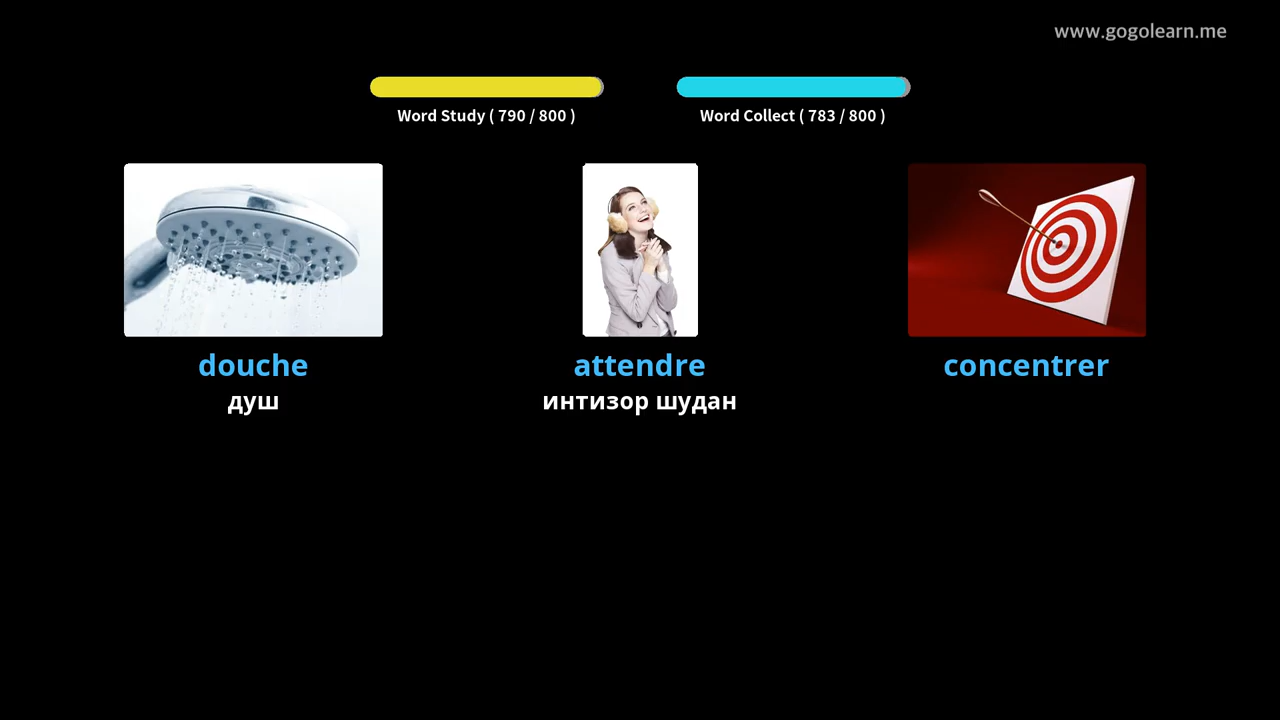 www.gogolearn.me
Word Study ( 790 / 800 )
Word Collect ( 783 / 800 )
douche
attendre
concentrer
душ
интизор шудан